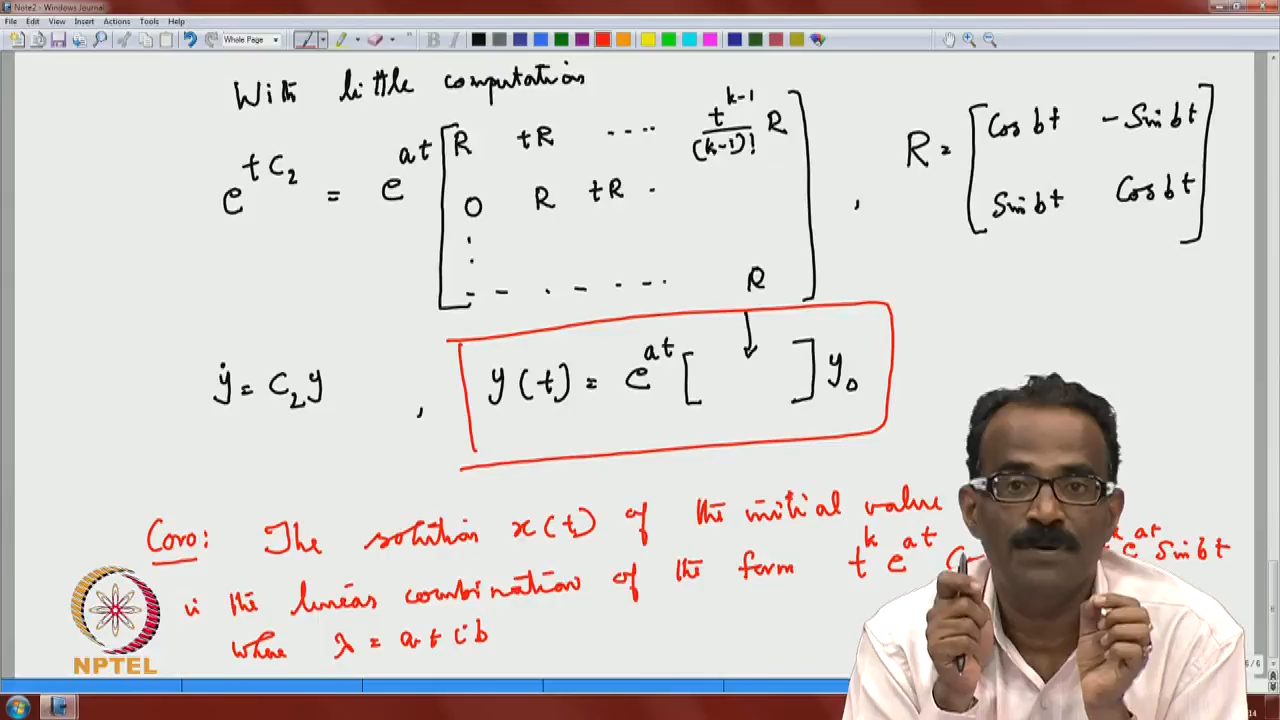 Note2 - Windows Journal
File Edit View Insert Actions Tools Help
Whole Page
With little computation
e^{t C_2} = e^{at} [ R tR .... t^{k-1}/(k-1)! R
0 R tR .
:
-- . - . -- .. R ] , R = [ Cos bt - Sin bt
Sin bt Cos bt ]
ẏ = C_2 y , y(t) = e^{at} [ ] y_0
Coro: The solution x(t) of the initial value
is the linear combination of the form t^k e^{at} e^{at} Sin bt
where λ = a + ib
NPTEL